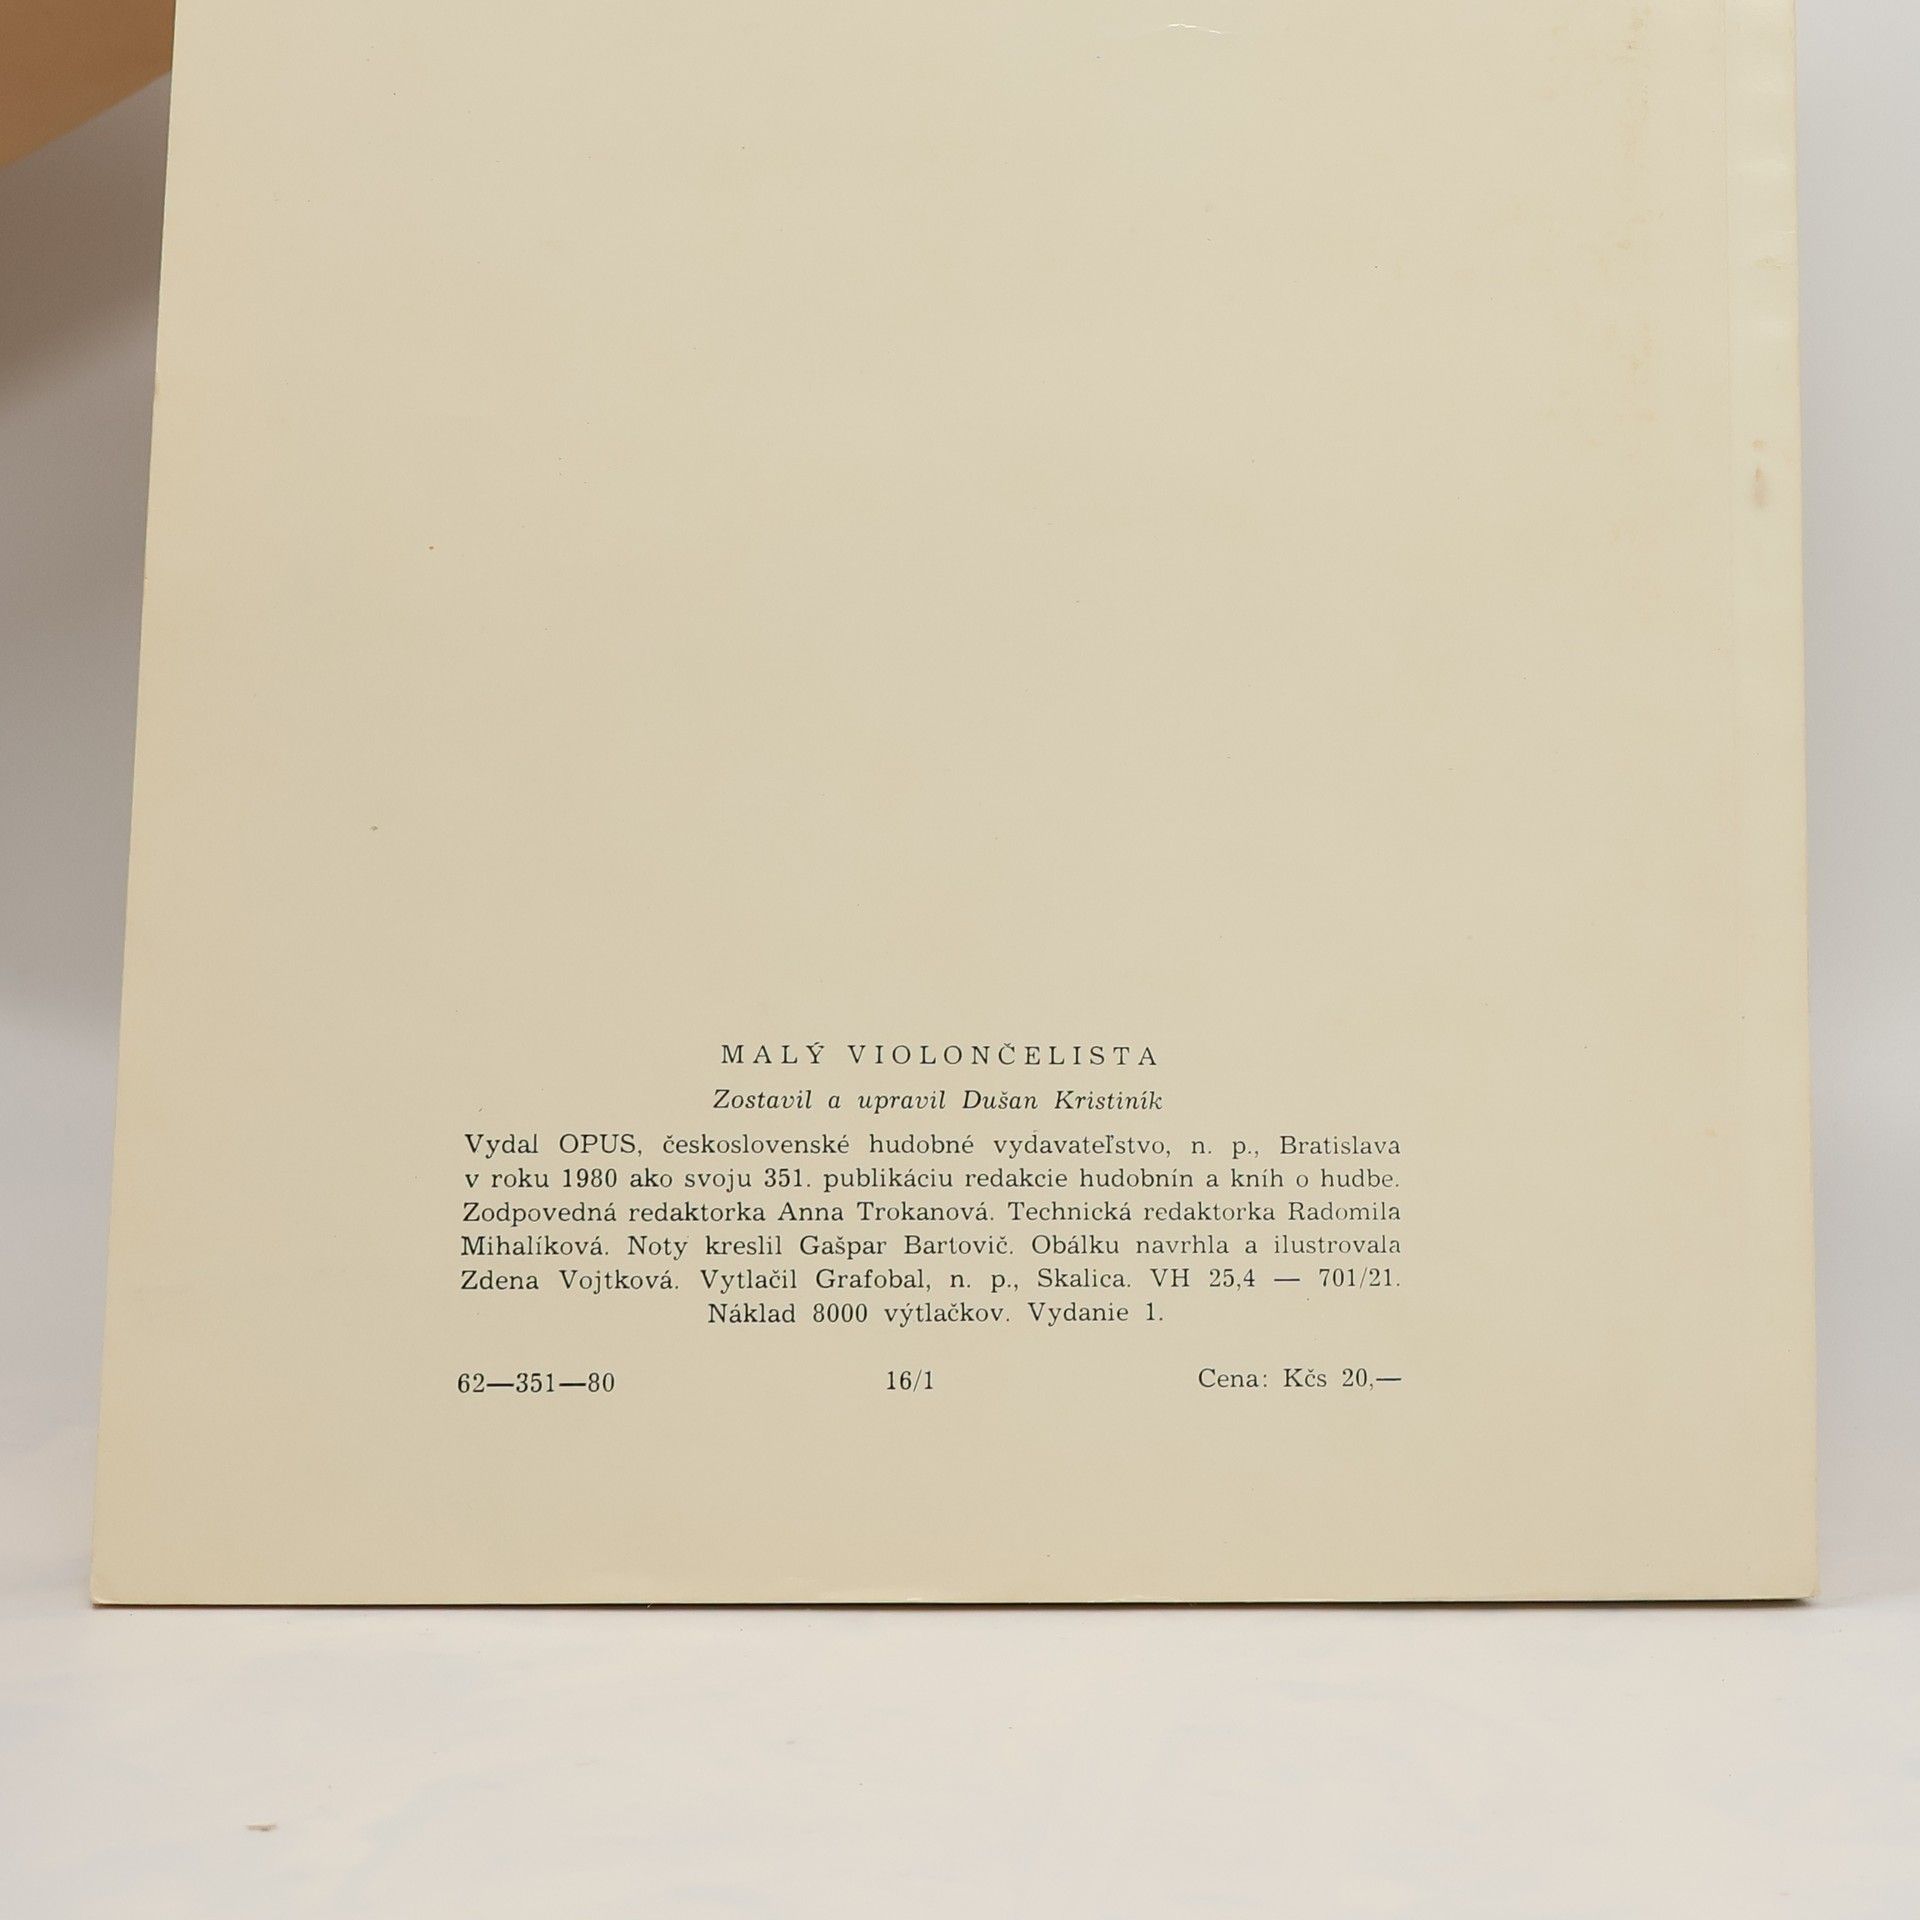 MALÝ VIOLONČELISTA
Zostavil a upravil Dušan Kristiník
Vydal OPUS, československé hudobné vydavateľstvo, n. p., Bratislava
v roku 1980 ako svoju 351. publikáciu redakcie hudobnín a kníh o hudbe.
Zodpovedná redaktorka Anna Trokanová. Technická redaktorka Radomila
Mihalíková. Noty kreslil Gašpar Bartovič. Obálku navrhla a ilustrovala
Zdena Vojtková. Vytlačil Grafobal, n. p., Skalica. VH 25,4 — 701/21.
Náklad 8000 výtlačkov. Vydanie 1.
62—351—80 16/1 Cena: Kčs 20,—